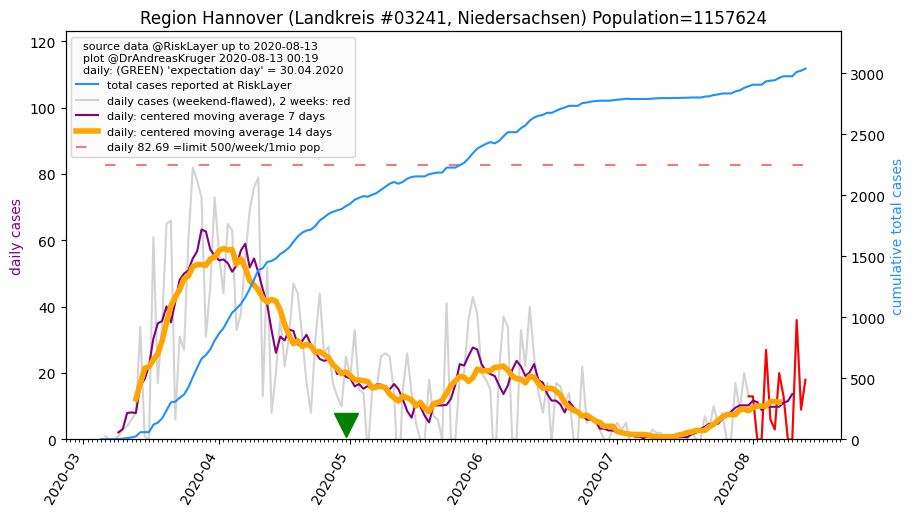 Region Hannover (Landkreis #03241, Niedersachsen) Population=1157624
source data @RiskLayer up to 2020-08-13
plot @DrAndreasKruger 2020-08-13 00:19
daily: (GREEN) 'expectation day' = 30.04.2020
total cases reported at RiskLayer
daily cases (weekend-flawed), 2 weeks: red
daily: centered moving average 7 days
daily: centered moving average 14 days
daily 82.69 =limit 500/week/1mio pop.
daily cases
120
100
80
60
40
20
0
cumulative total cases
3000
2500
2000
1500
1000
500
0
2020-03
2020-04
2020-05
2020-06
2020-07
2020-08